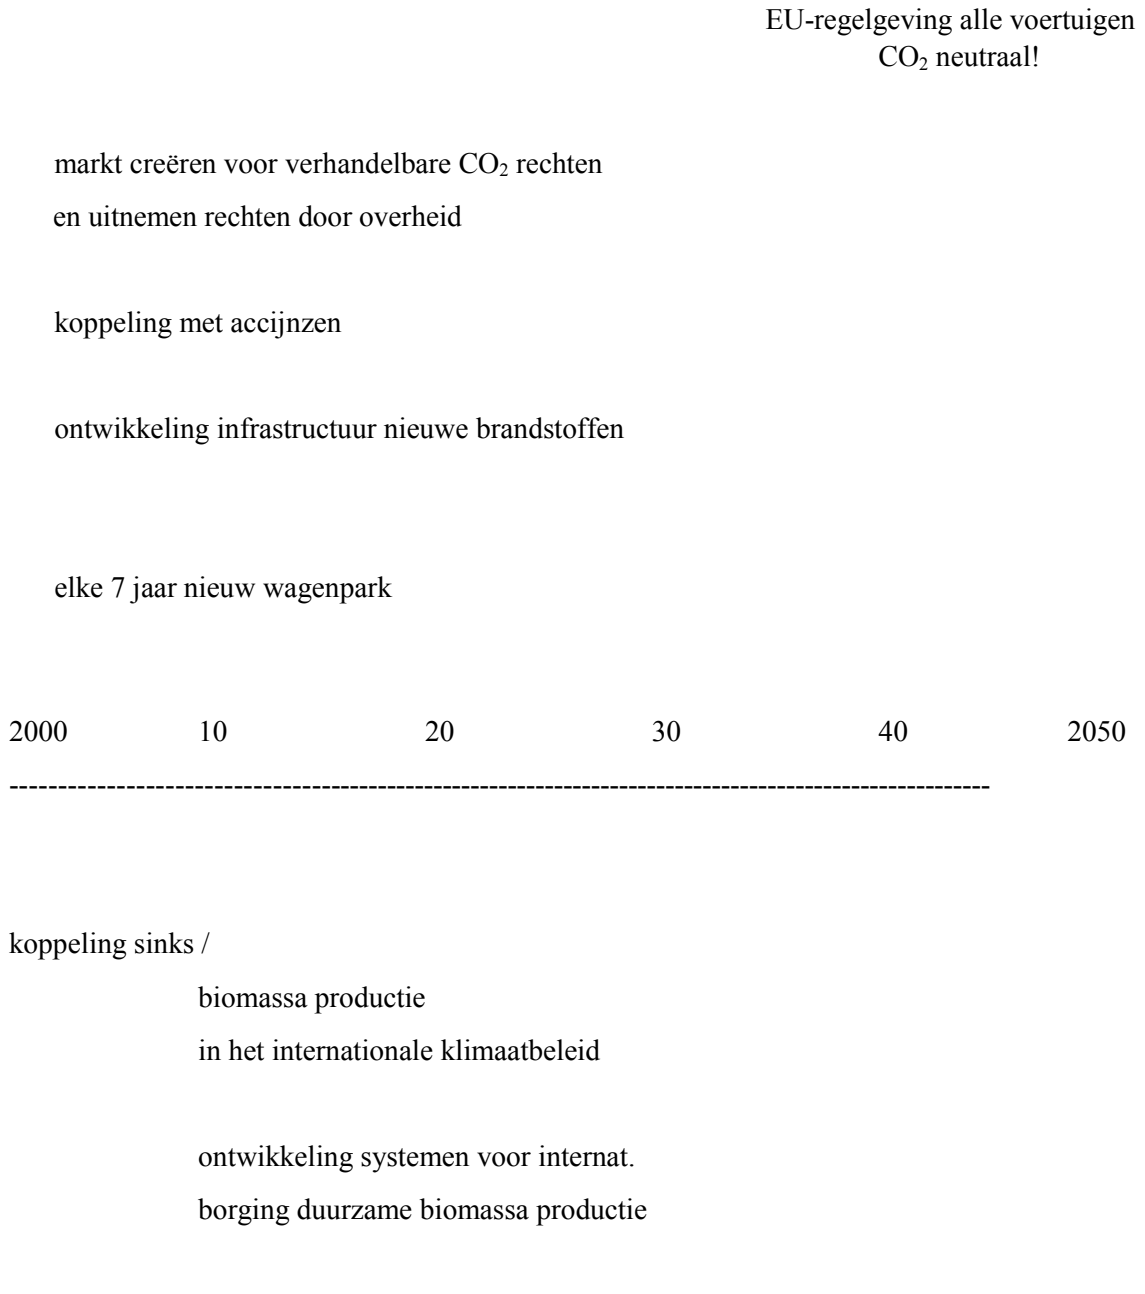 EU-regelgeving alle voertuigen
CO₂ neutraal!
markt creëren voor verhandelbare CO₂ rechten
en uitnemen rechten door overheid
koppeling met accijnzen
ontwikkeling infrastructuur nieuwe brandstoffen
elke 7 jaar nieuw wagenpark
2000 10 20 30 40 2050
-----------------------------------------------------------------------------------------------------
koppeling sinks /
biomassa productie
in het internationale klimaatbeleid
ontwikkeling systemen voor internat.
borging duurzame biomassa productie